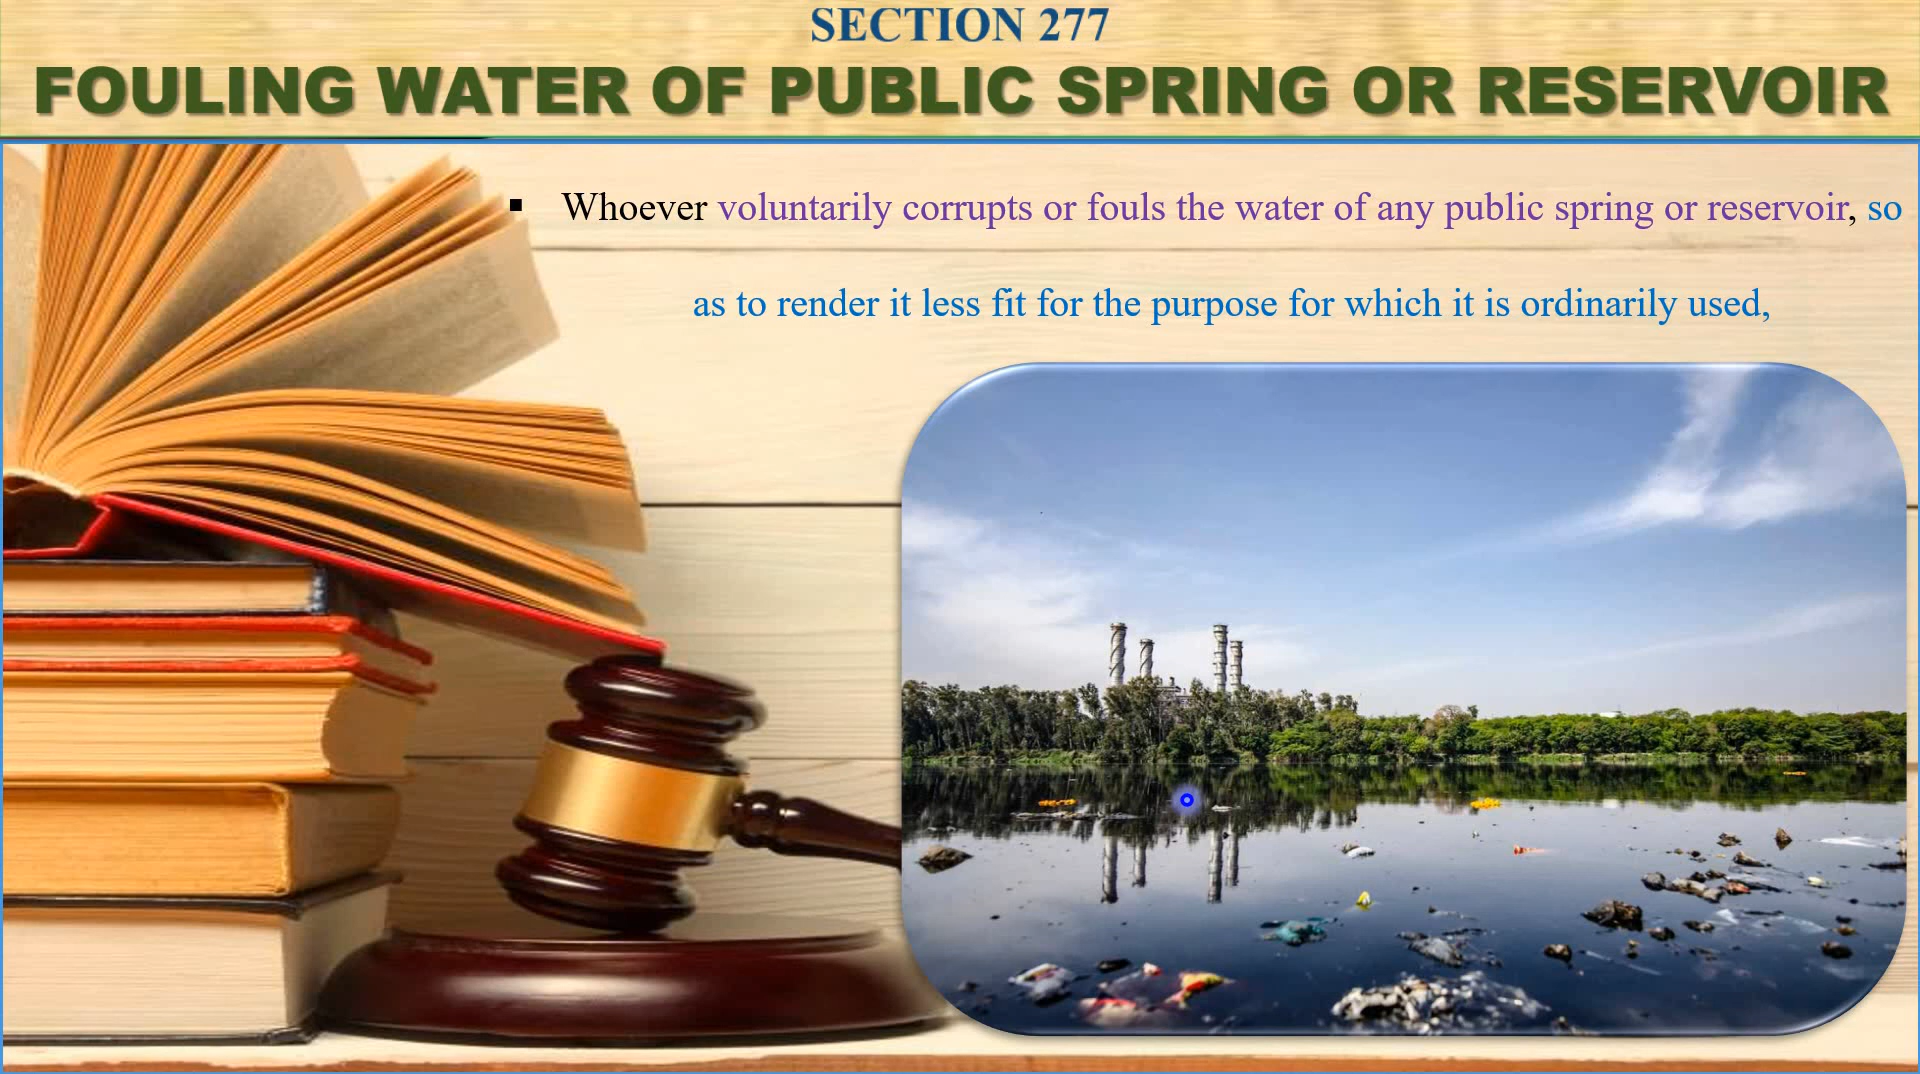 SECTION 277
FOULING WATER OF PUBLIC SPRING OR RESERVOIR
▪ Whoever voluntarily corrupts or fouls the water of any public spring or reservoir, so
as to render it less fit for the purpose for which it is ordinarily used,